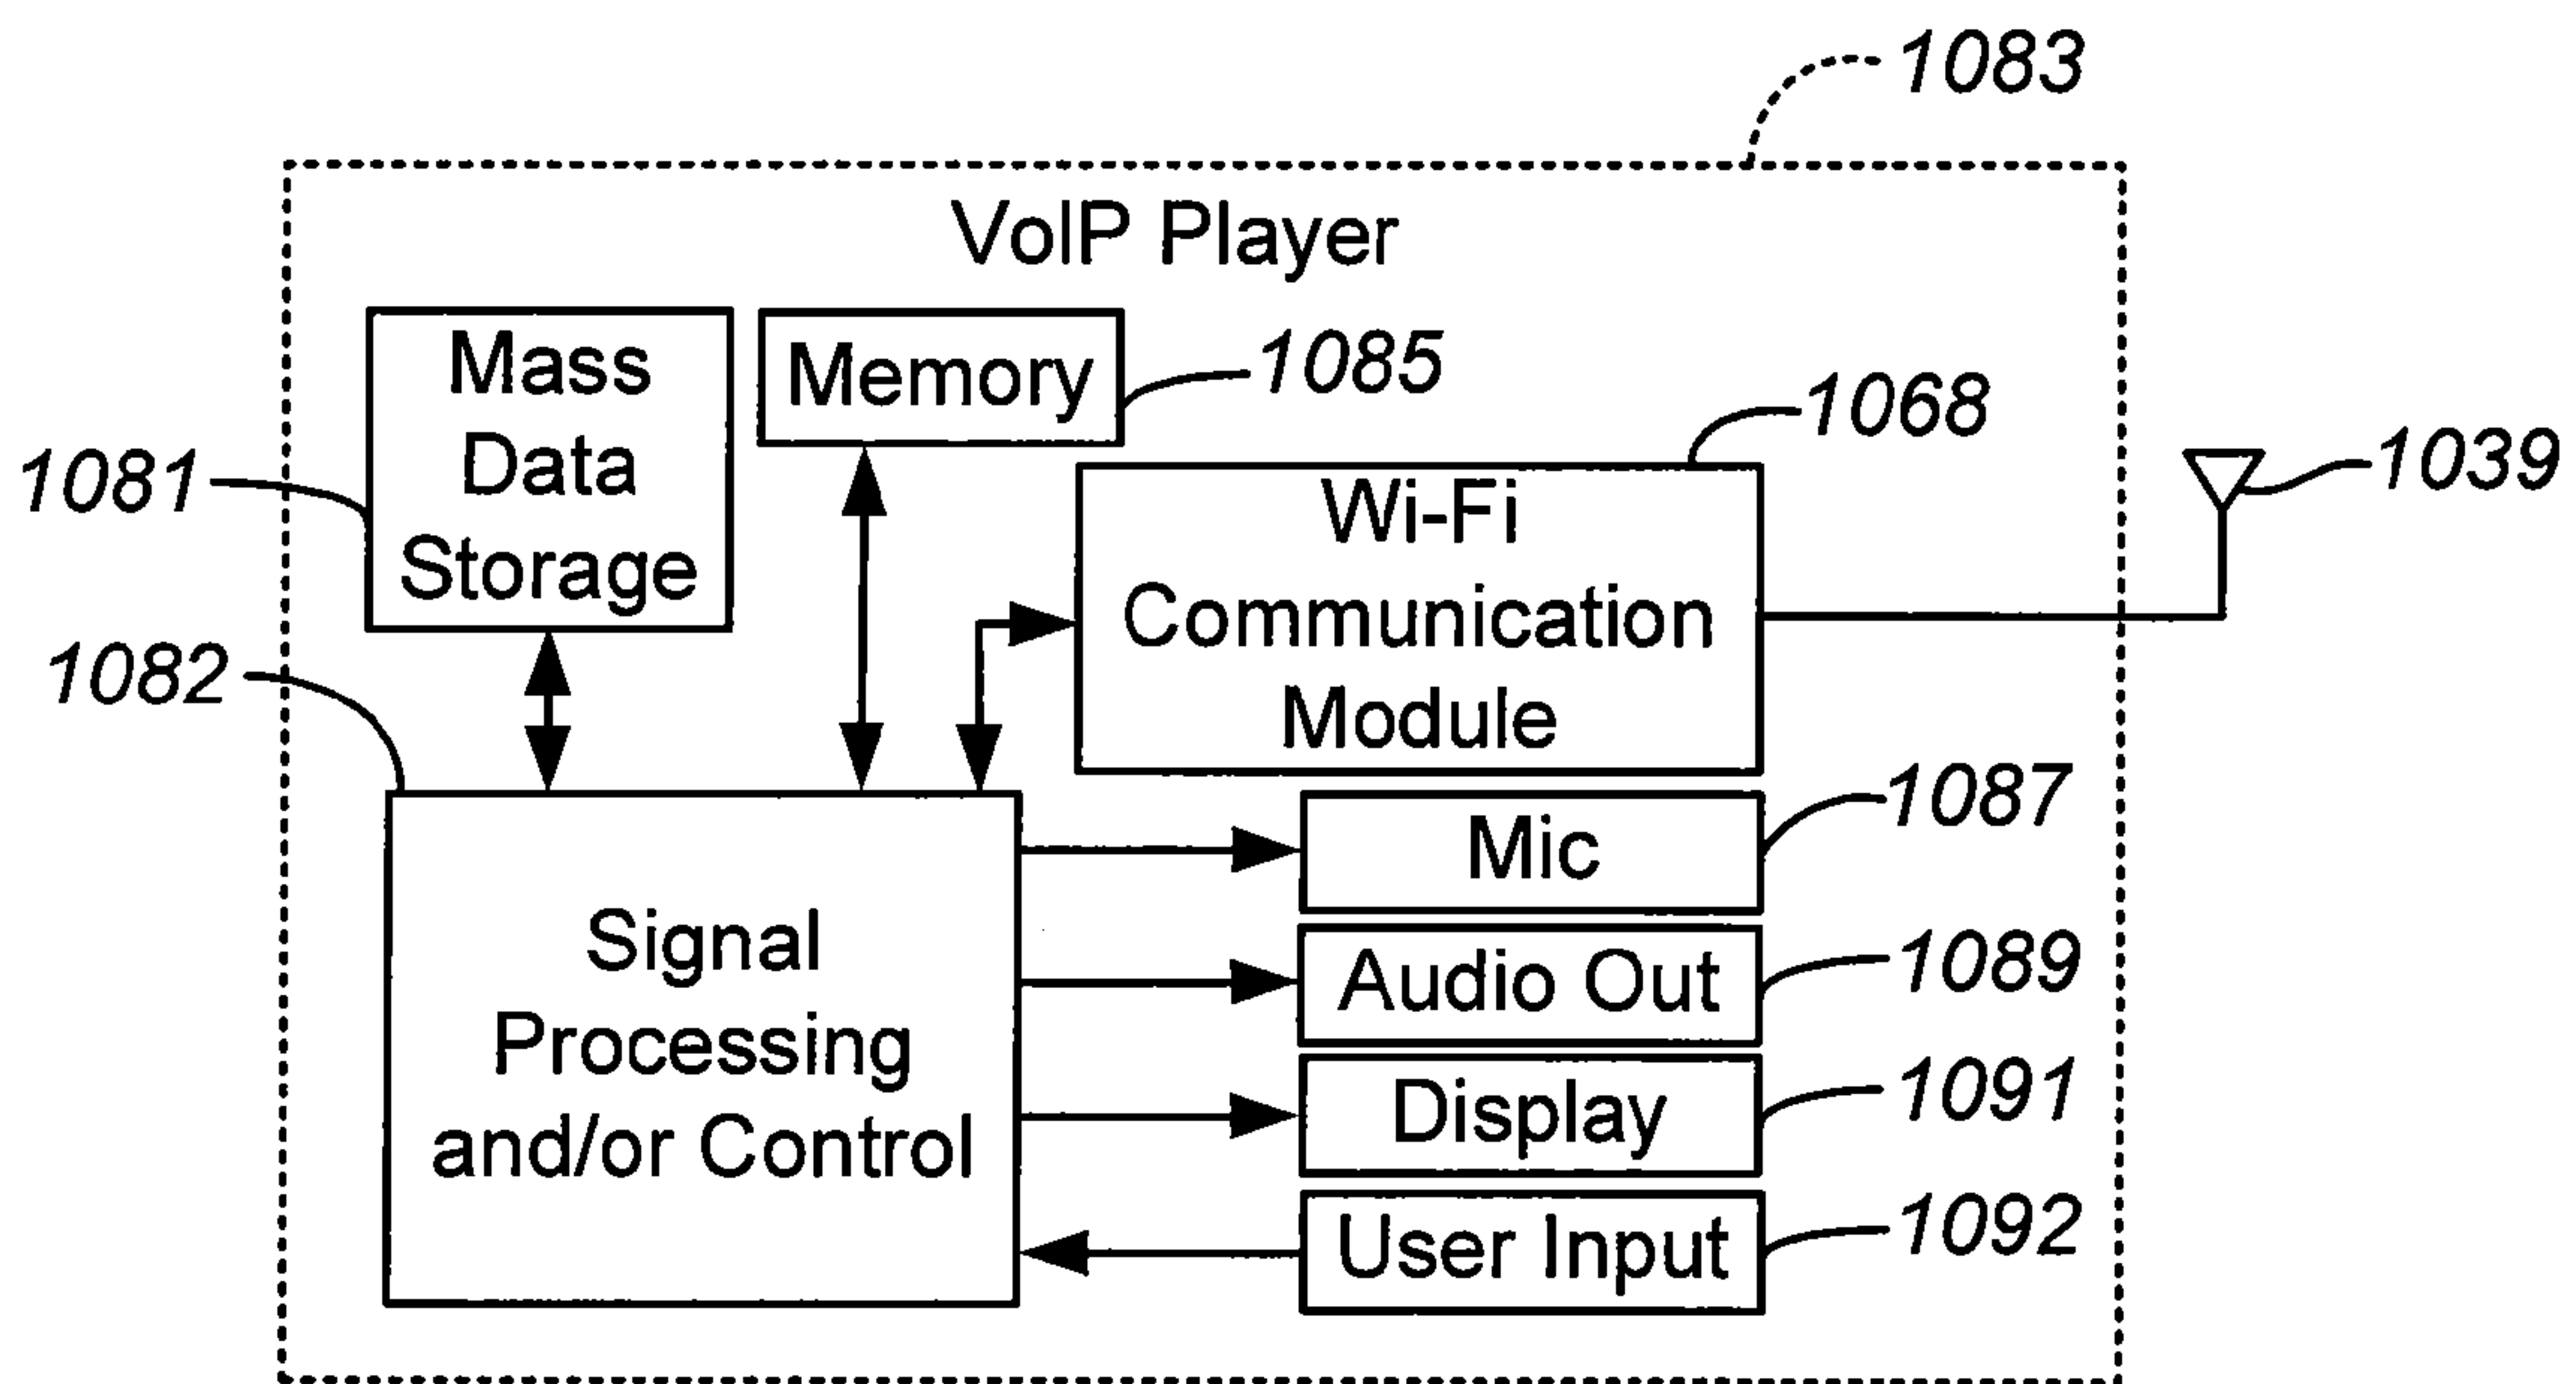 1083
VoIP Player
Mass
Data
Storage
Memory
1085
1068
1081
Wi-Fi
Communication
Module
1039
1082
Mic
1087
Signal
Processing
and/or Control
Audio Out
1089
Display
1091
User Input
1092